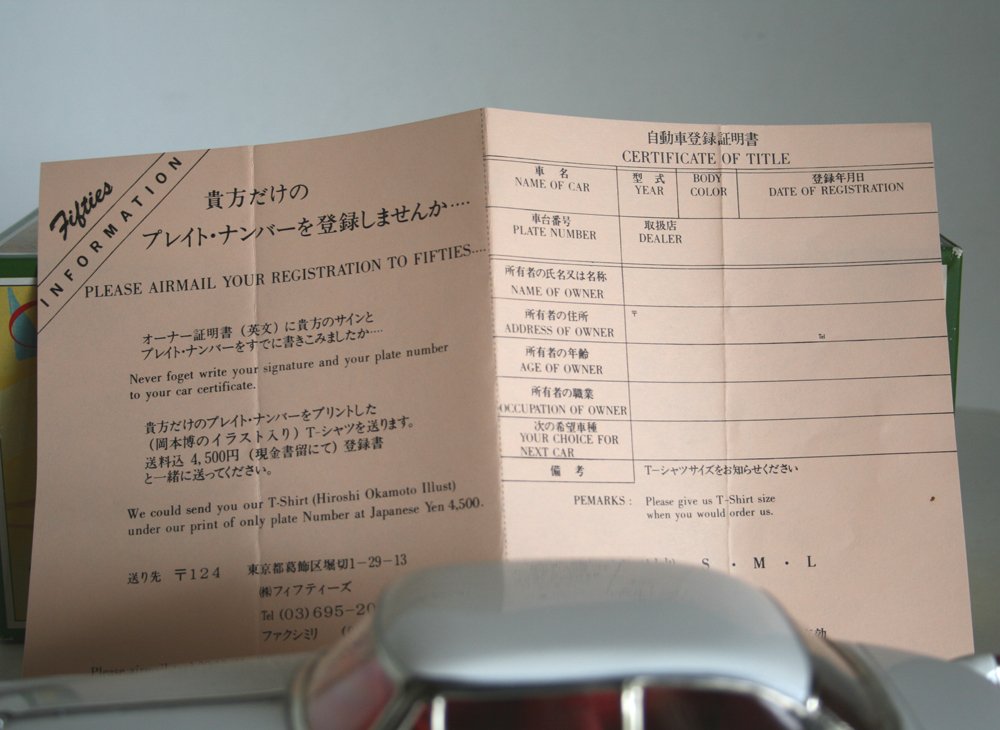 Fifties
INFORMATION
貴方だけの
プレイト・ナンバーを登録しませんか‥‥
PLEASE AIRMAIL YOUR REGISTRATION TO FIFTIES‥‥
オーナー証明書（英文）に貴方のサインと
プレイト・ナンバーをすでに書きこみましたか‥‥
Never foget write your signature and your plate number
to your car certificate.
貴方だけのプレイト・ナンバーをプリントした
（岡本博のイラスト入り）T-シャツを送ります。
送料込 4,500円（現金書留にて）登録書
と一緒に送ってください。
We could send you our T-Shirt (Hiroshi Okamoto Illust)
under our print of only plate Number at Japanese Yen 4,500.
送り先 〒124 東京都葛飾区堀切1-29-13
㈱フィフティーズ
Tel (03) 695-20
ファクシミリ (
Please
自動車登録証明書
CERTIFICATE OF TITLE
車名
NAME OF CAR
型式
YEAR
BODY
COLOR
登録年月日
DATE OF REGISTRATION
車台番号
PLATE NUMBER
取扱店
DEALER
所有者の氏名又は名称
NAME OF OWNER
所有者の住所
ADDRESS OF OWNER
〒
Tel
所有者の年齢
AGE OF OWNER
所有者の職業
OCCUPATION OF OWNER
次の希望車種
YOUR CHOICE FOR
NEXT CAR
備考
T-シャツサイズをお知らせください
PEMARKS : Please give us T-Shirt size
when you would order us.
S・M・L
効